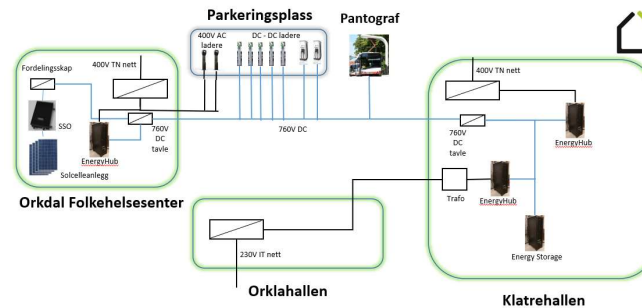 Parkeringsplass
Pantograf
400V AC
ladere
DC - DC ladere
400V TN nett
Fordelingsskap
SSO
Solcelleanlegg
EnergyHub
760V
DC
tavle
Orkdal Folkehelsesenter
760V DC
400V TN nett
760V
DC
tavle
EnergyHub
Trafo
EnergyHub
Energy Storage
Klatrehallen
230V IT nett
Orklahallen